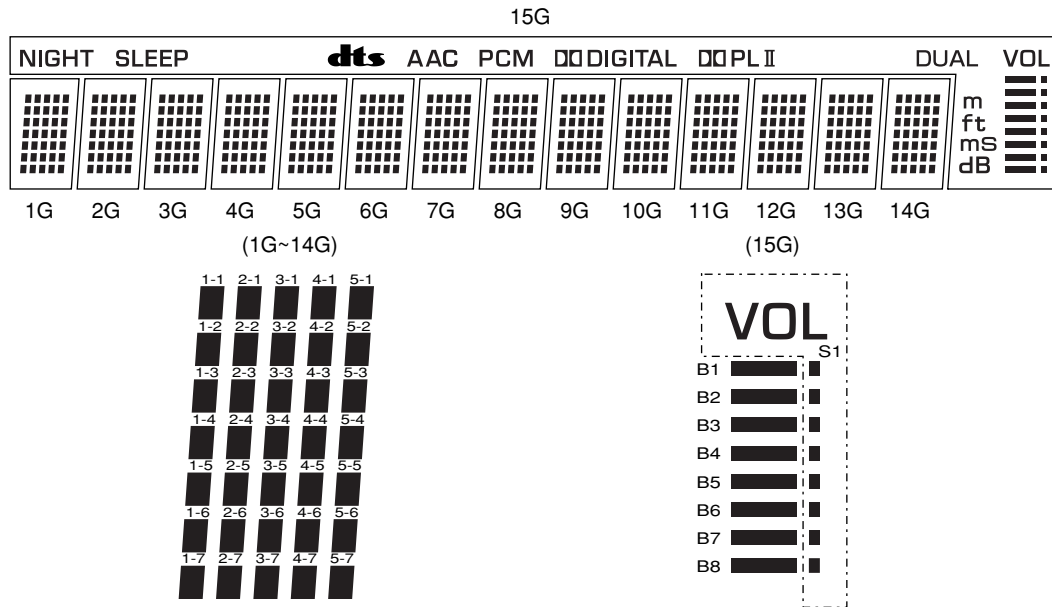 15G
NIGHT SLEEP dts AAC PCM DIGITAL PL II DUAL VOL
m
ft
mS
dB
1G 2G 3G 4G 5G 6G 7G 8G 9G 10G 11G 12G 13G 14G
(1G~14G) (15G)
1-1 2-1 3-1 4-1 5-1
1-2 2-2 3-2 4-2 5-2
1-3 2-3 3-3 4-3 5-3
1-4 2-4 3-4 4-4 5-4
1-5 2-5 3-5 4-5 5-5
1-6 2-6 3-6 4-6 5-6
1-7 2-7 3-7 4-7 5-7
VOL
S1
B1
B2
B3
B4
B5
B6
B7
B8